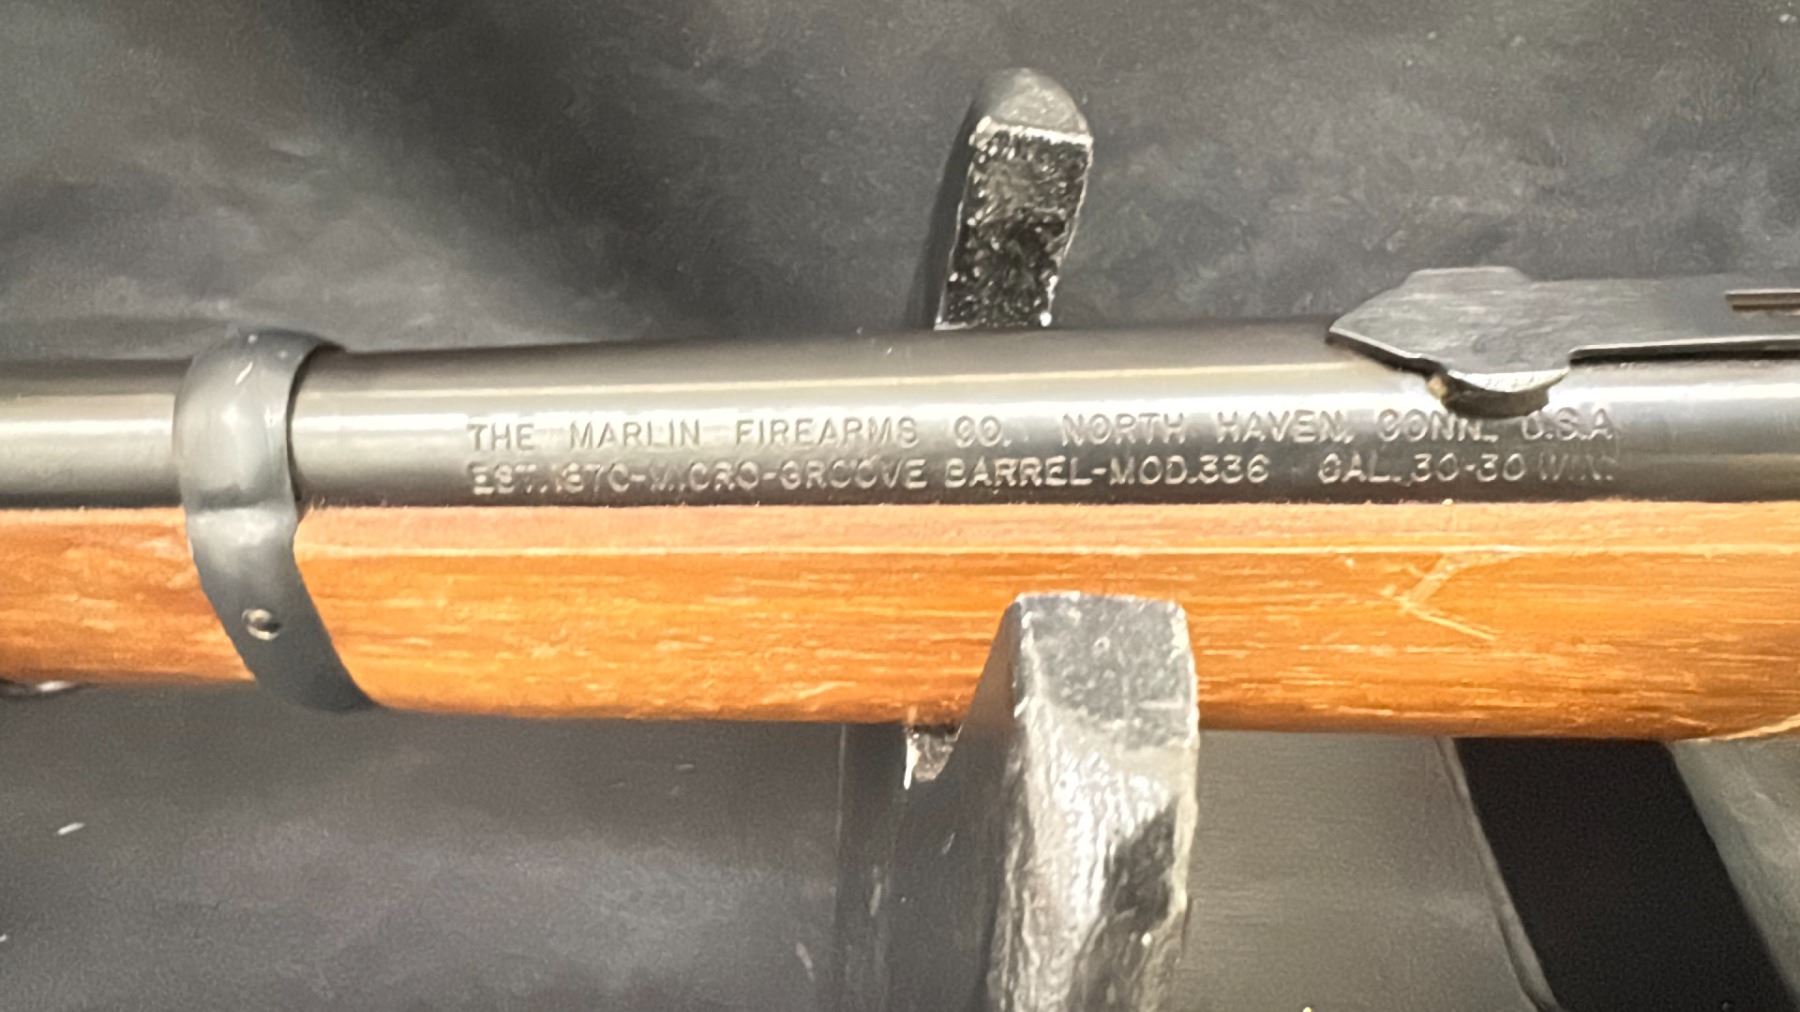 THE MARLIN FIREARMS CO. NORTH HAVEN, CONN. U.S.A.
EST.1870-MICRO-GROOVE BARREL-MOD.336 CAL. 30-30 WIN.